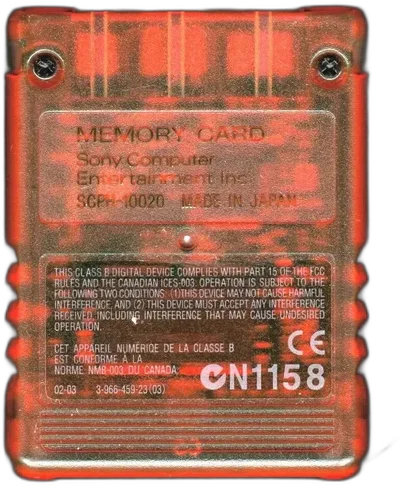 MEMORY CARD
Sony Computer
Entertainment Inc.
SCPH-10020 MADE IN JAPAN
THIS CLASS B DIGITAL DEVICE COMPLIES WITH PART 15 OF THE FCC
RULES AND THE CANADIAN ICES-003. OPERATION IS SUBJECT TO THE
FOLLOWING TWO CONDITIONS. (1)THIS DEVICE MAY NOT CAUSE HARMFUL
INTERFERENCE, AND (2) THIS DEVICE MUST ACCEPT ANY INTERFERENCE
RECEIVED, INCLUDING INTERFERENCE THAT MAY CAUSE UNDESIRED
OPERATION.
CET APPAREIL NUMERIQE DE LA CLASSE B
EST CONFORME À LA
NORME NMB-003 DU CANADA.
CE
N1158
02-03 3-966-459-23(03)